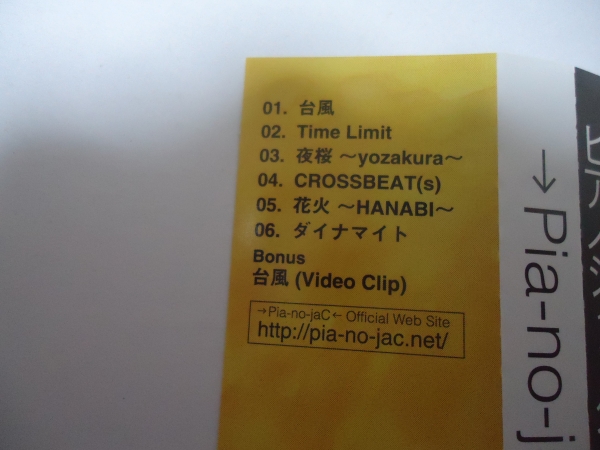 01. 台風
02. Time Limit
03. 夜桜 〜yozakura〜
04. CROSSBEAT(s)
05. 花火 〜HANABI〜
06. ダイナマイト
Bonus
台風 (Video Clip)
→Pia-no-jaC← Official Web Site
http://pia-no-jac.net/
→Pia-no-j